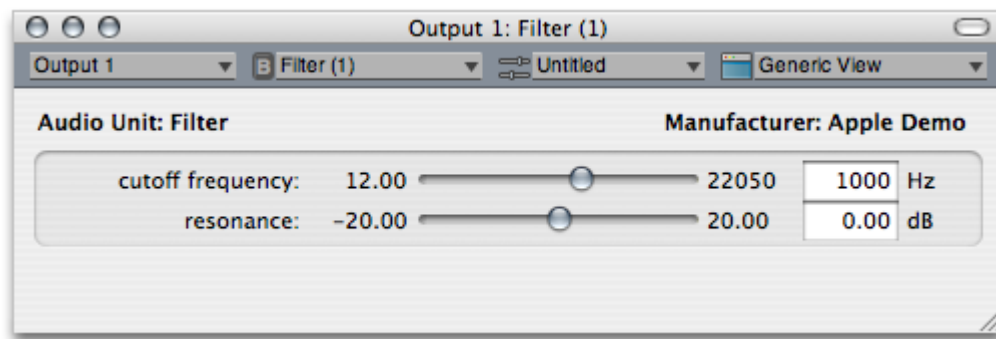 Output 1: Filter (1)
Output 1 B Filter (1) Untitled Generic View
Audio Unit: Filter Manufacturer: Apple Demo
cutoff frequency: 12.00 22050 1000 Hz
resonance: -20.00 20.00 0.00 dB